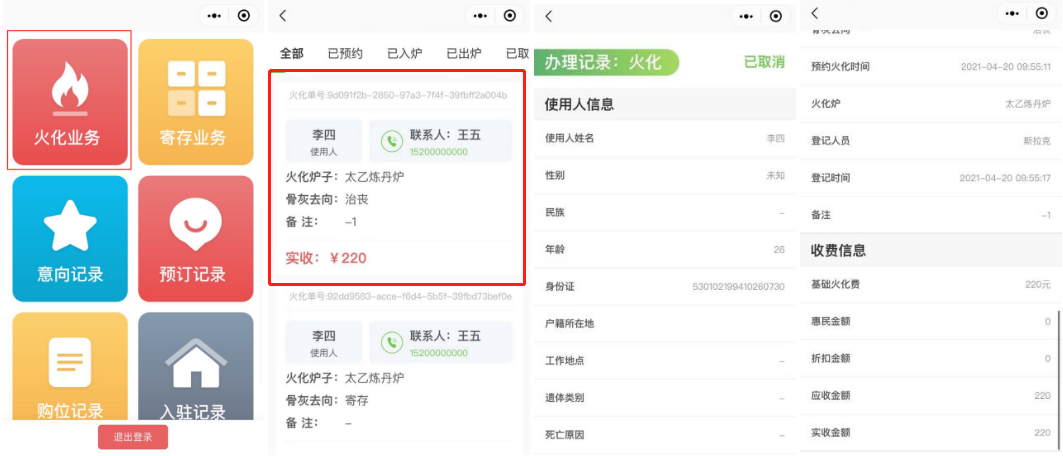 火化业务
寄存业务
意向记录
预订记录
购位记录
入驻记录
退出登录
全部 已预约 已入炉 已出炉 已取
火化单号:9d091f2b-2850-97a3-7f4f-39fbff2a004b
李四
使用人
联系人：王五
15200000000
火化炉子：太乙炼丹炉
骨灰去向：治丧
备 注： -1
实收：￥220
火化单号:92dd9583-acce-f6d4-5b5f-39fbd73bef0e
李四
使用人
联系人：王五
15200000000
火化炉子：太乙炼丹炉
骨灰去向：寄存
备 注： -
办理记录：火化
已取消
使用人信息
使用人姓名 李四
性别 未知
民族 -
年龄 26
身份证 530102199410260730
户籍所在地
工作地点 -
遗体类别 -
死亡原因 -
骨灰去向 治丧
预约火化时间 2021-04-20 09:55:11
火化炉 太乙炼丹炉
登记人员 斯拉克
登记时间 2021-04-20 09:55:17
备注 -1
收费信息
基础火化费 220元
惠民金额 0
折扣金额 0
应收金额 220
实收金额 220